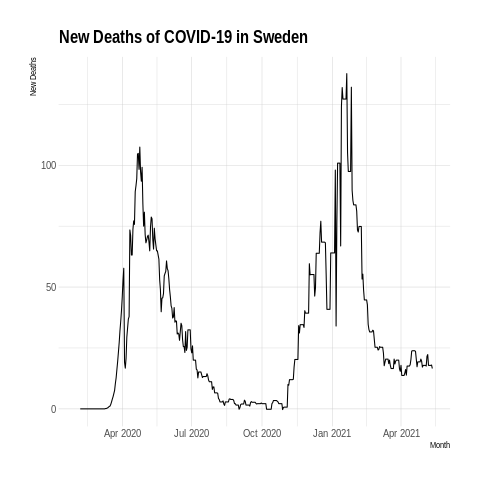 New Deaths of COVID-19 in Sweden
New Deaths
100
50
0
Apr 2020 Jul 2020 Oct 2020 Jan 2021 Apr 2021
Month